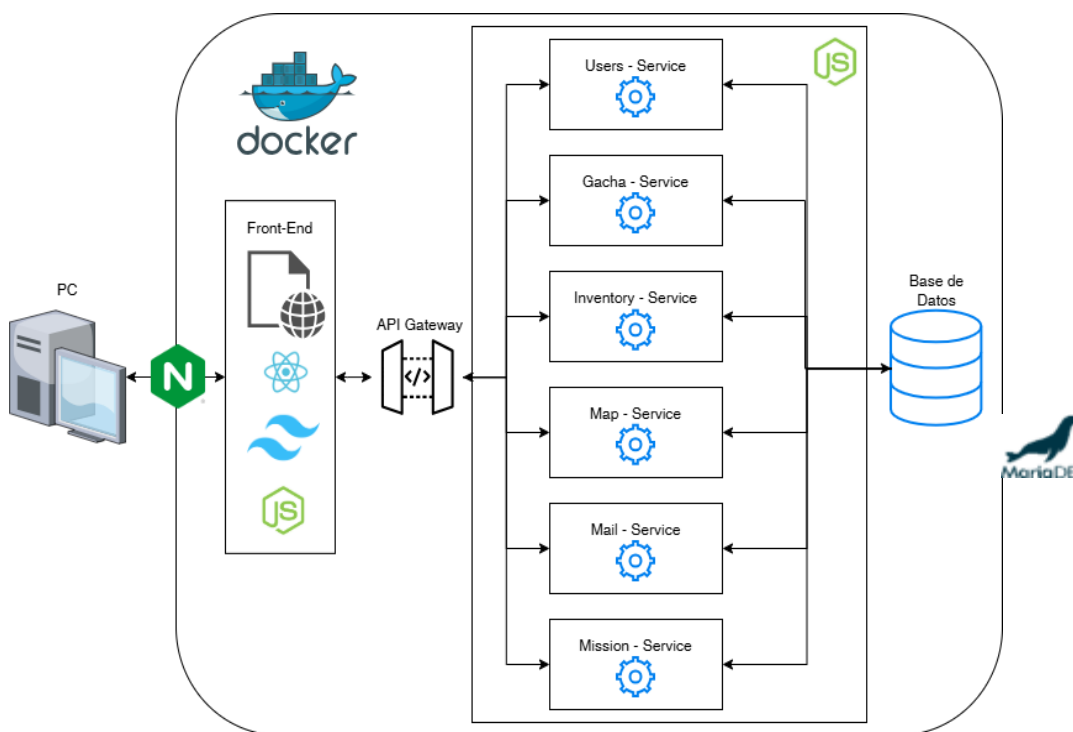 docker
JS
Users - Service
Gacha - Service
Front-End
PC
N
Inventory - Service
Base de
Datos
API Gateway
</>
Map - Service
MariaDB
JS
Mail - Service
Mission - Service